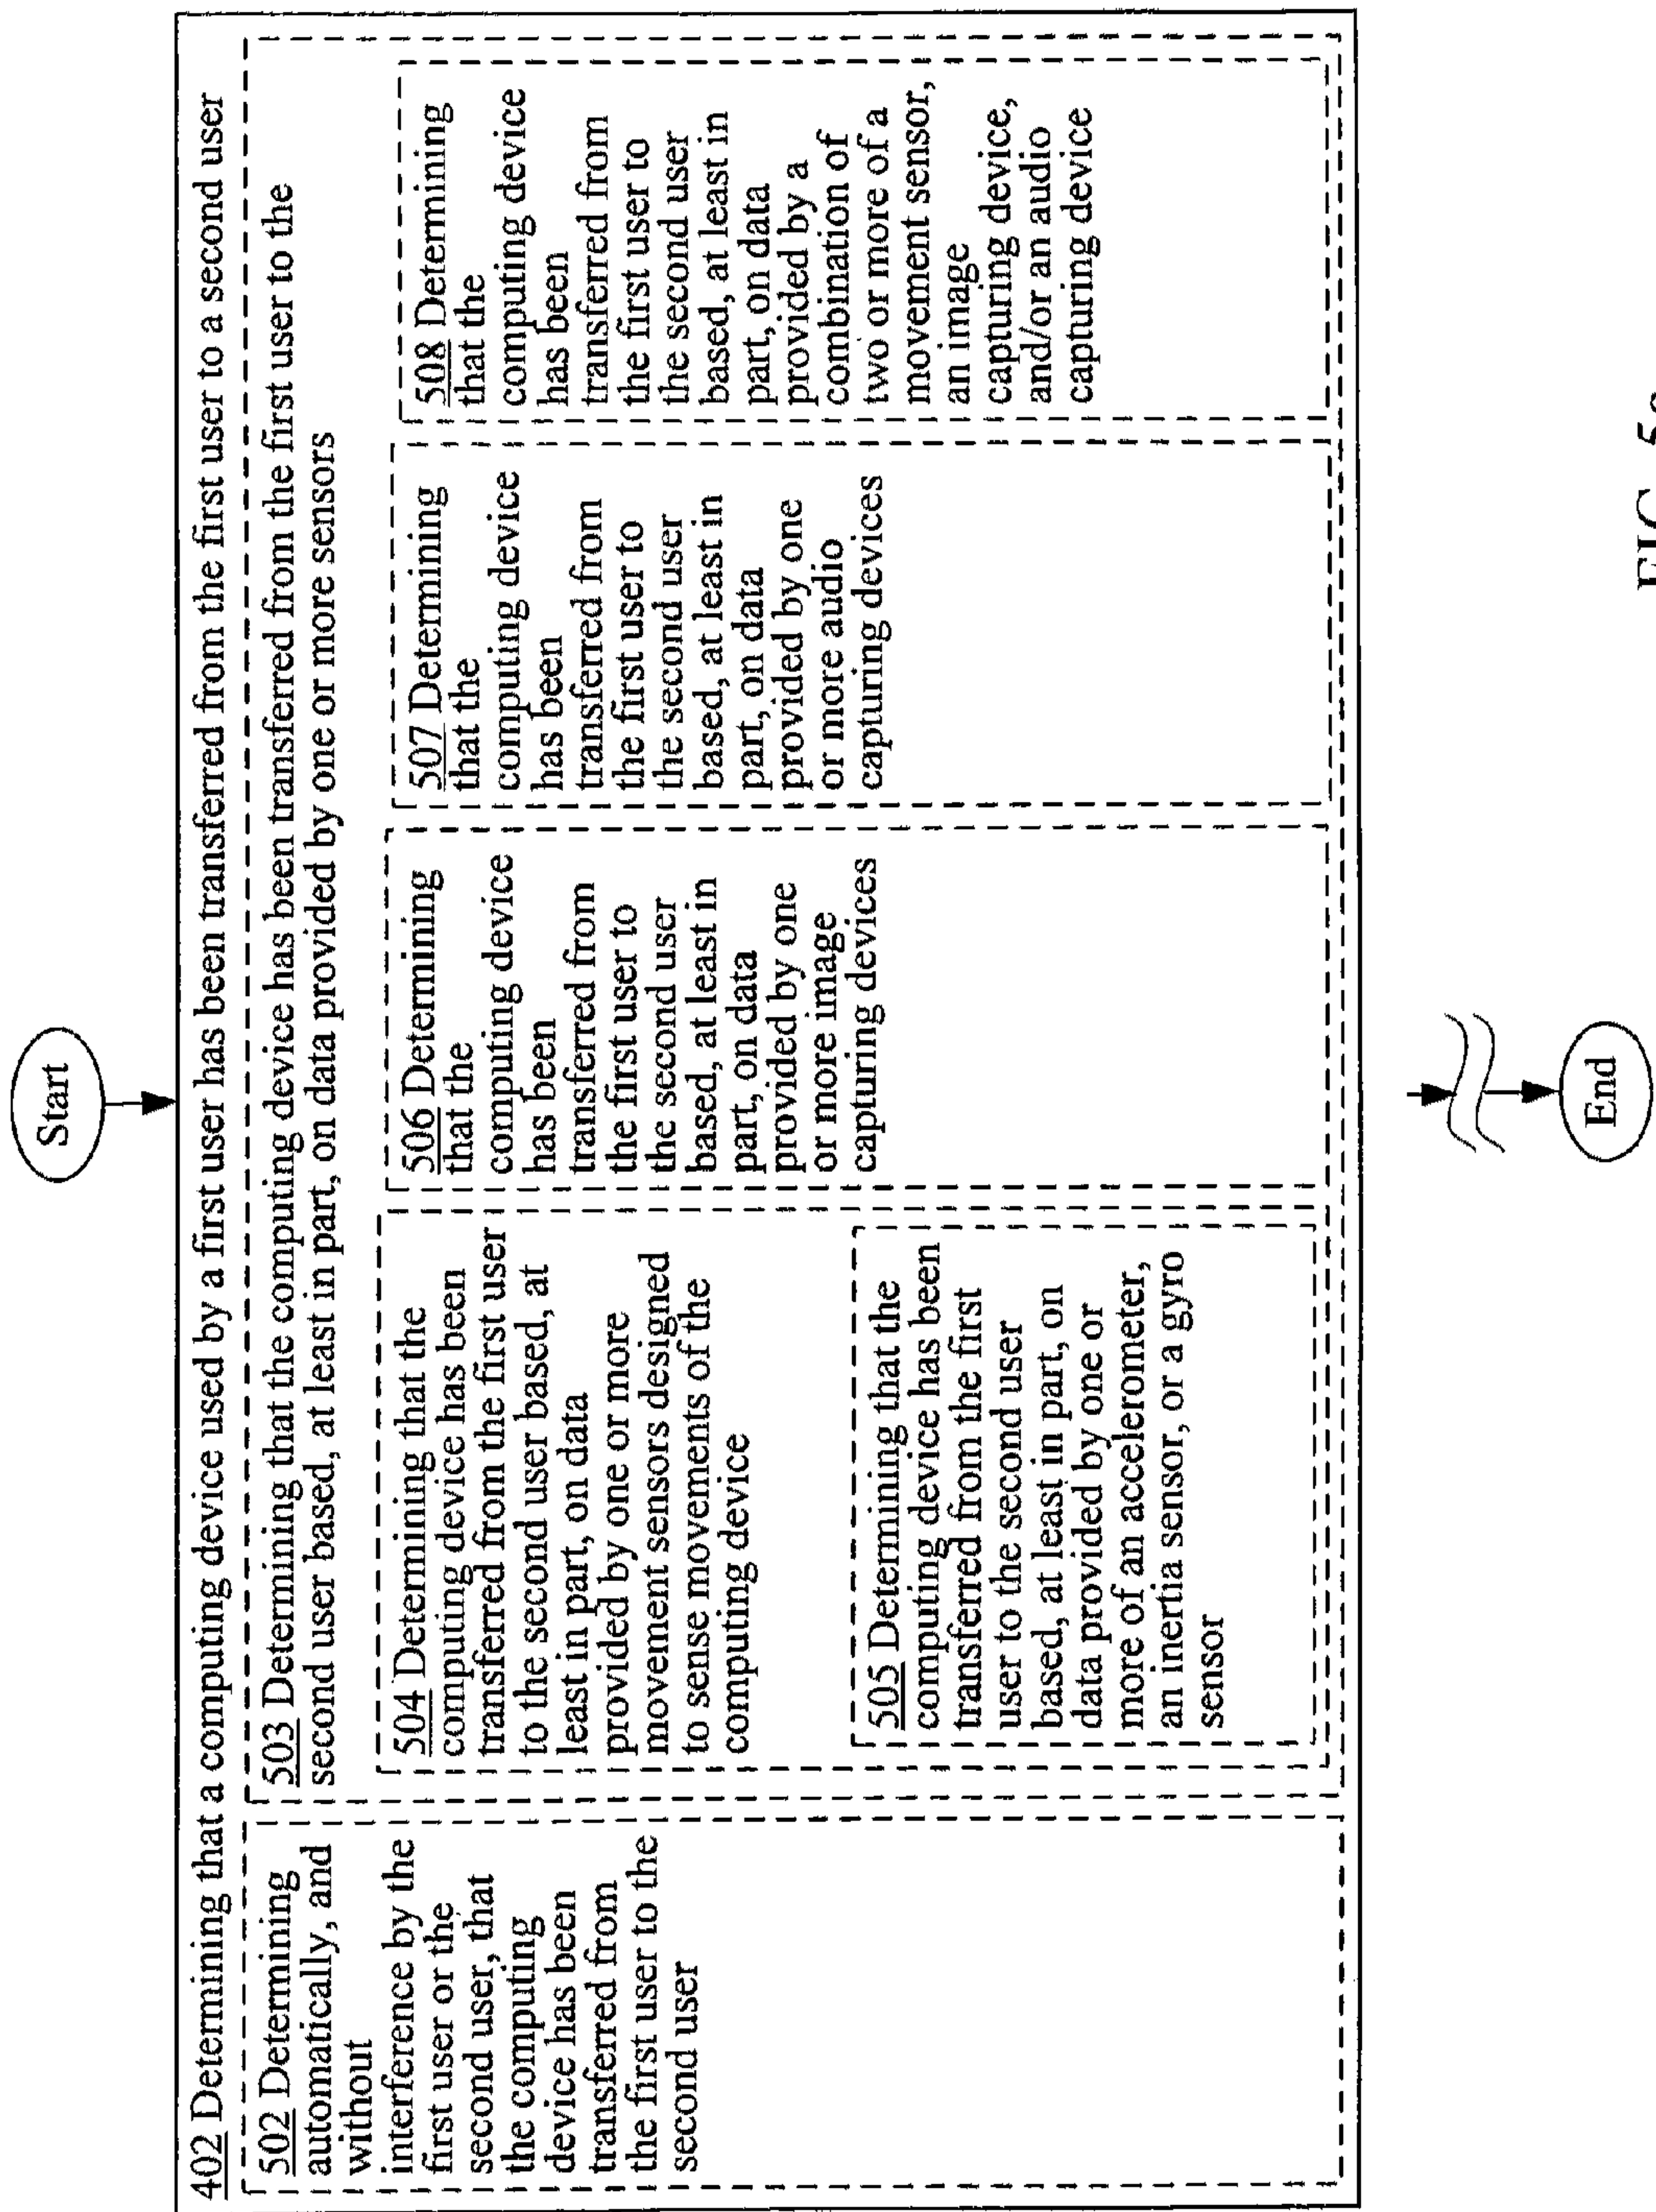 Start
402 Determining that a computing device used by a first user has been transferred from the first user to a second user
502 Determining
automatically, and
without
interference by the
first user or the
second user, that
the computing
device has been
transferred from
the first user to the
second user
503 Determining that the computing device has been transferred from the first user to the
second user based, at least in part, on data provided by one or more sensors
504 Determining that the
computing device has been
transferred from the first user
to the second user based, at
least in part, on data
provided by one or more
movement sensors designed
to sense movements of the
computing device
505 Determining that the
computing device has been
transferred from the first
user to the second user
based, at least in part, on
data provided by one or
more of an accelerometer,
an inertia sensor, or a gyro
sensor
506 Determining
that the
computing device
has been
transferred from
the first user to
the second user
based, at least in
part, on data
provided by one
or more image
capturing devices
507 Determining
that the
computing device
has been
transferred from
the first user to
the second user
based, at least in
part, on data
provided by one
or more audio
capturing devices
508 Determining
that the
computing device
has been
transferred from
the first user to
the second user
based, at least in
part, on data
provided by a
combination of
two or more of a
movement sensor,
an image
capturing device,
and/or an audio
capturing device
End
FIG. 5a